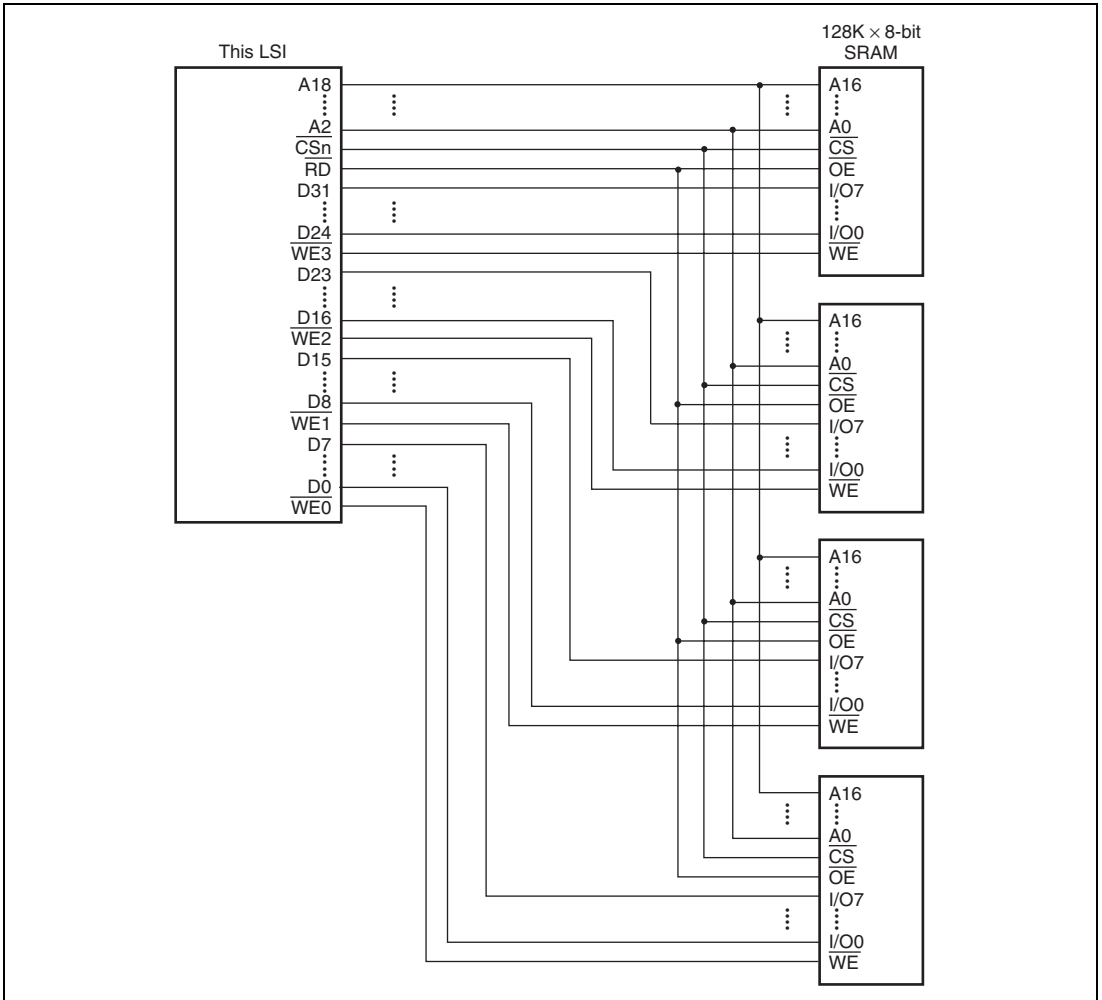 This LSI
A18
A2
CSn
RD
D31
D24
WE3
D23
D16
WE2
D15
D8
WE1
D7
D0
WE0
128K × 8-bit
SRAM
A16
A0
CS
OE
I/O7
I/O0
WE
A16
A0
CS
OE
I/O7
I/O0
WE
A16
A0
CS
OE
I/O7
I/O0
WE
A16
A0
CS
OE
I/O7
I/O0
WE